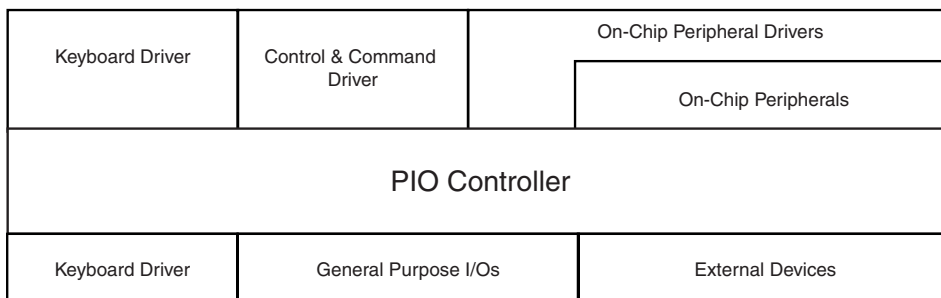 Keyboard Driver
Control & Command
Driver
On-Chip Peripheral Drivers
On-Chip Peripherals
PIO Controller
Keyboard Driver
General Purpose I/Os
External Devices